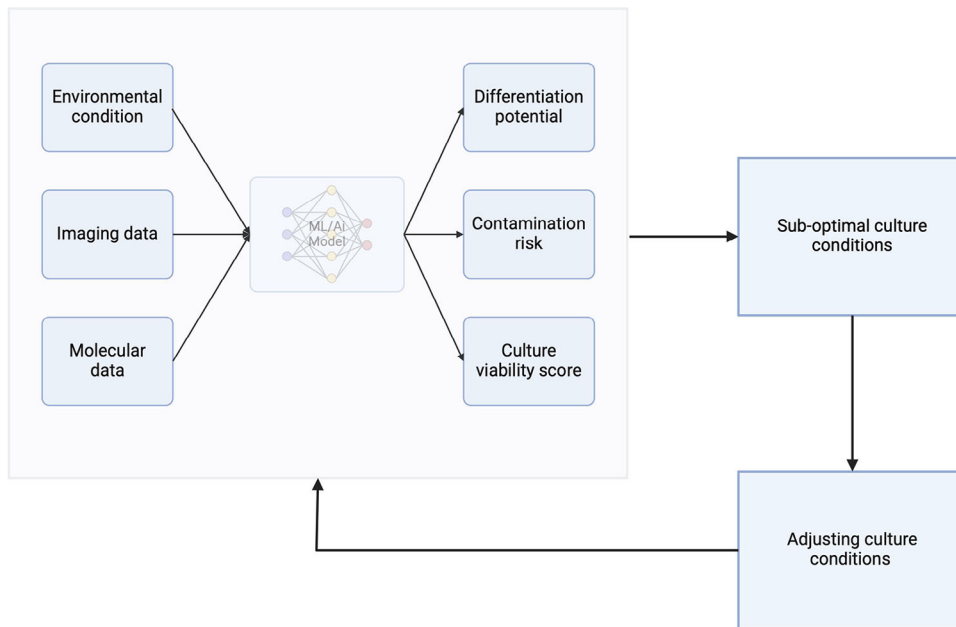 Environmental
condition
Imaging data
Molecular
data
ML/AI
Model
Differentiation
potential
Contamination
risk
Culture
viability score
Sub-optimal culture
conditions
Adjusting culture
conditions